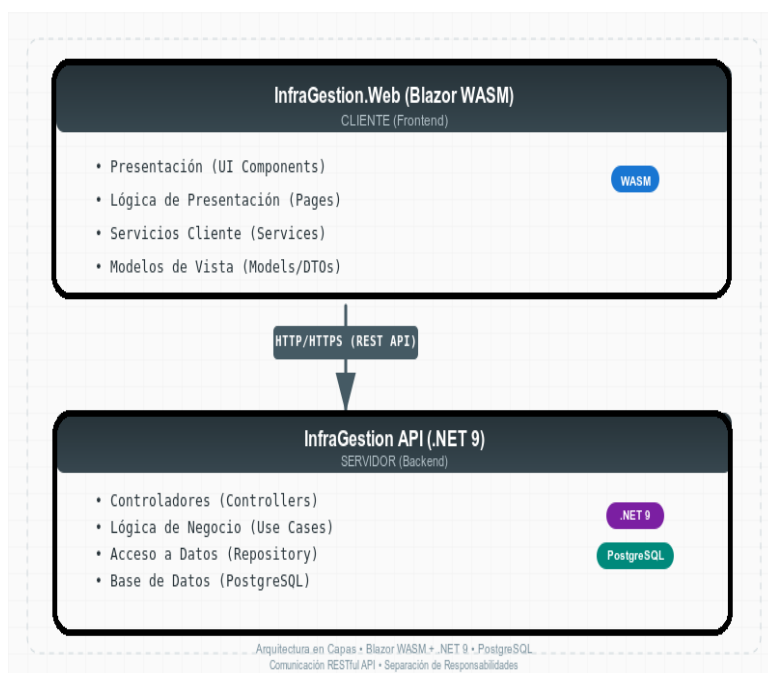 InfraGestion.Web (Blazor WASM)
CLIENTE (Frontend)
• Presentación (UI Components)
WASM
• Lógica de Presentación (Pages)
• Servicios Cliente (Services)
• Modelos de Vista (Models/DTOs)
HTTP/HTTPS (REST API)
InfraGestion API (.NET 9)
SERVIDOR (Backend)
• Controladores (Controllers)
.NET 9
• Lógica de Negocio (Use Cases)
• Acceso a Datos (Repository)
PostgreSQL
• Base de Datos (PostgreSQL)
Arquitectura en Capas • Blazor WASM + .NET 9 • PostgreSQL
Comunicación RESTful API • Separación de Responsabilidades